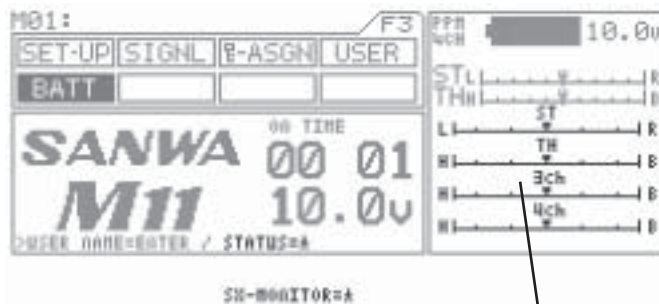 M01: F3
SET-UP SIGNL E-ASGN USER
BATT
SANWA
M11
ON TIME
00 01
10.0v
>USER NAME=ENTER / STATUS=A
PPM 4CH 10.0v
ST L R
TH H B
ST
L R
TH
H B
3ch
H B
4ch
H B
SX-MONITOR=A